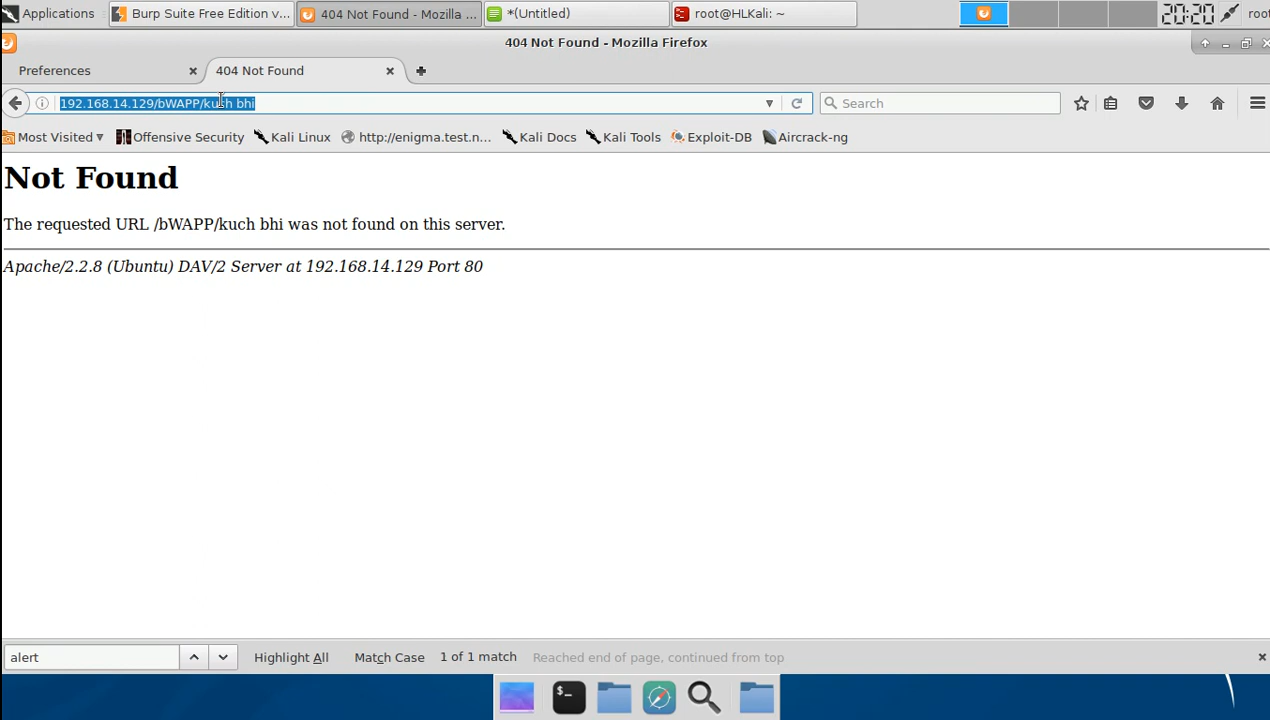 Applications Burp Suite Free Edition v... 404 Not Found - Mozilla ... *(Untitled) root@HLKali: ~ 20:20 root
404 Not Found - Mozilla Firefox
Preferences 404 Not Found
192.168.14.129/bWAPP/kuch bhi Search
Most Visited Offensive Security Kali Linux http://enigma.test.n... Kali Docs Kali Tools Exploit-DB Aircrack-ng
Not Found
The requested URL /bWAPP/kuch bhi was not found on this server.
Apache/2.2.8 (Ubuntu) DAV/2 Server at 192.168.14.129 Port 80
alert Highlight All Match Case 1 of 1 match Reached end of page, continued from top